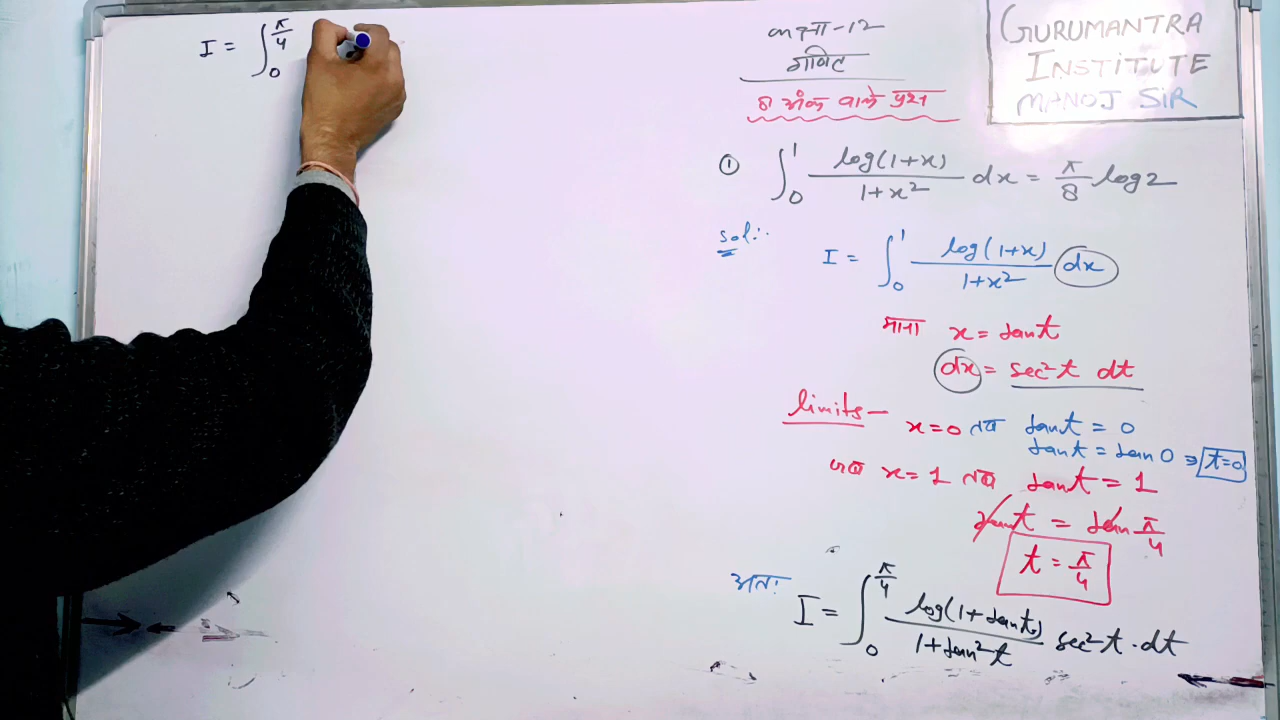 I = ∫₀^(π/4)
कक्षा-12
गणित
8 अंक वाले प्रश्न
GURUMANTRA
INSTITUTE
MANOJ SIR
① ∫₀¹ log(1+x)/(1+x²) dx = π/8 log2
Sol:- I = ∫₀¹ log(1+x)/(1+x²) dx
माना x = tan t
dx = sec²t dt
limits - x=0 तब tan t = 0
tan t = tan 0 ⇒ t=0
जब x = 1 तब tan t = 1
tan t = tan π/4
t = π/4
अतः I = ∫₀^(π/4) log(1+tan t)/(1+tan²t) sec²t · dt